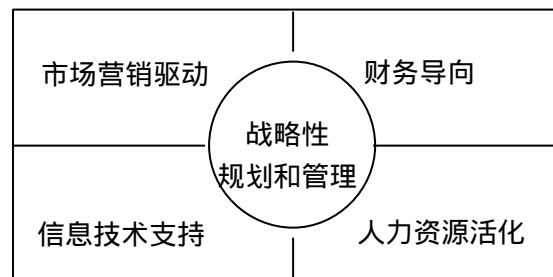 市场营销驱动
财务导向
战略性
规划和管理
信息技术支持
人力资源活化